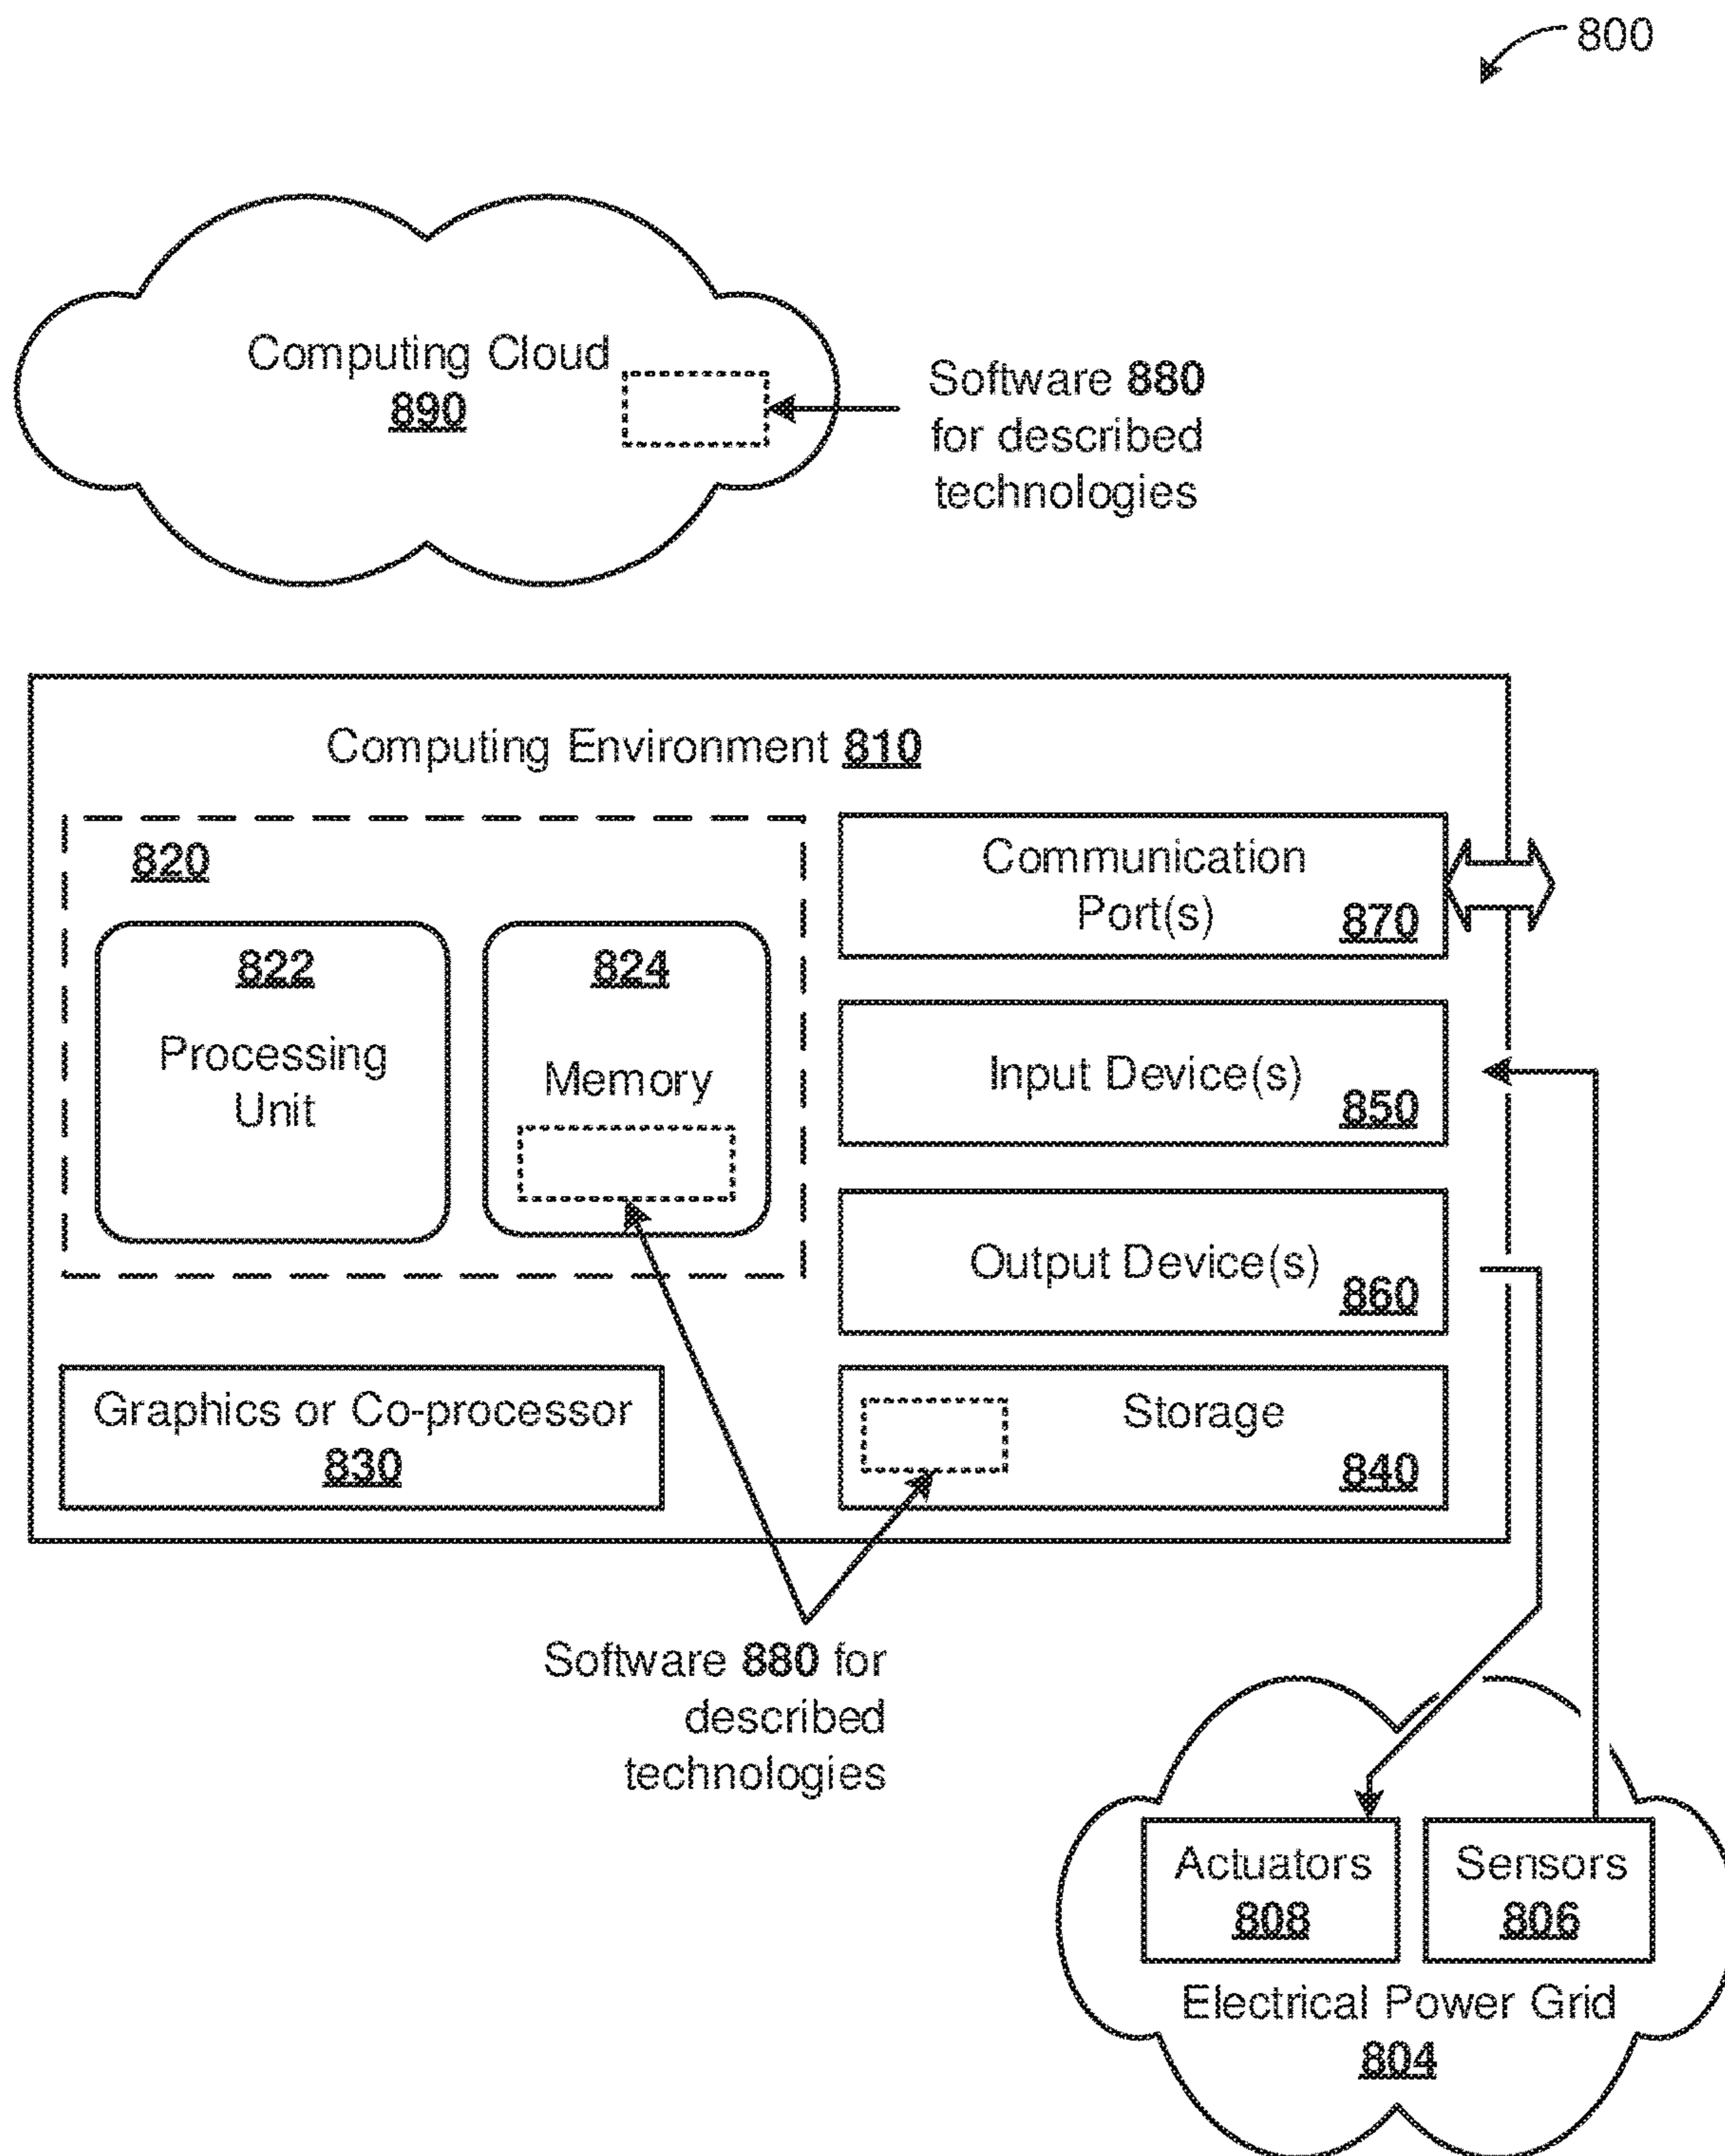 800
Computing Cloud
890
Software 880
for described
technologies
Computing Environment 810
820
822
Processing
Unit
824
Memory
Communication
Port(s)
870
Input Device(s)
850
Output Device(s)
860
Graphics or Co-processor
830
Storage
840
Software 880 for
described
technologies
Actuators
808
Sensors
806
Electrical Power Grid
804